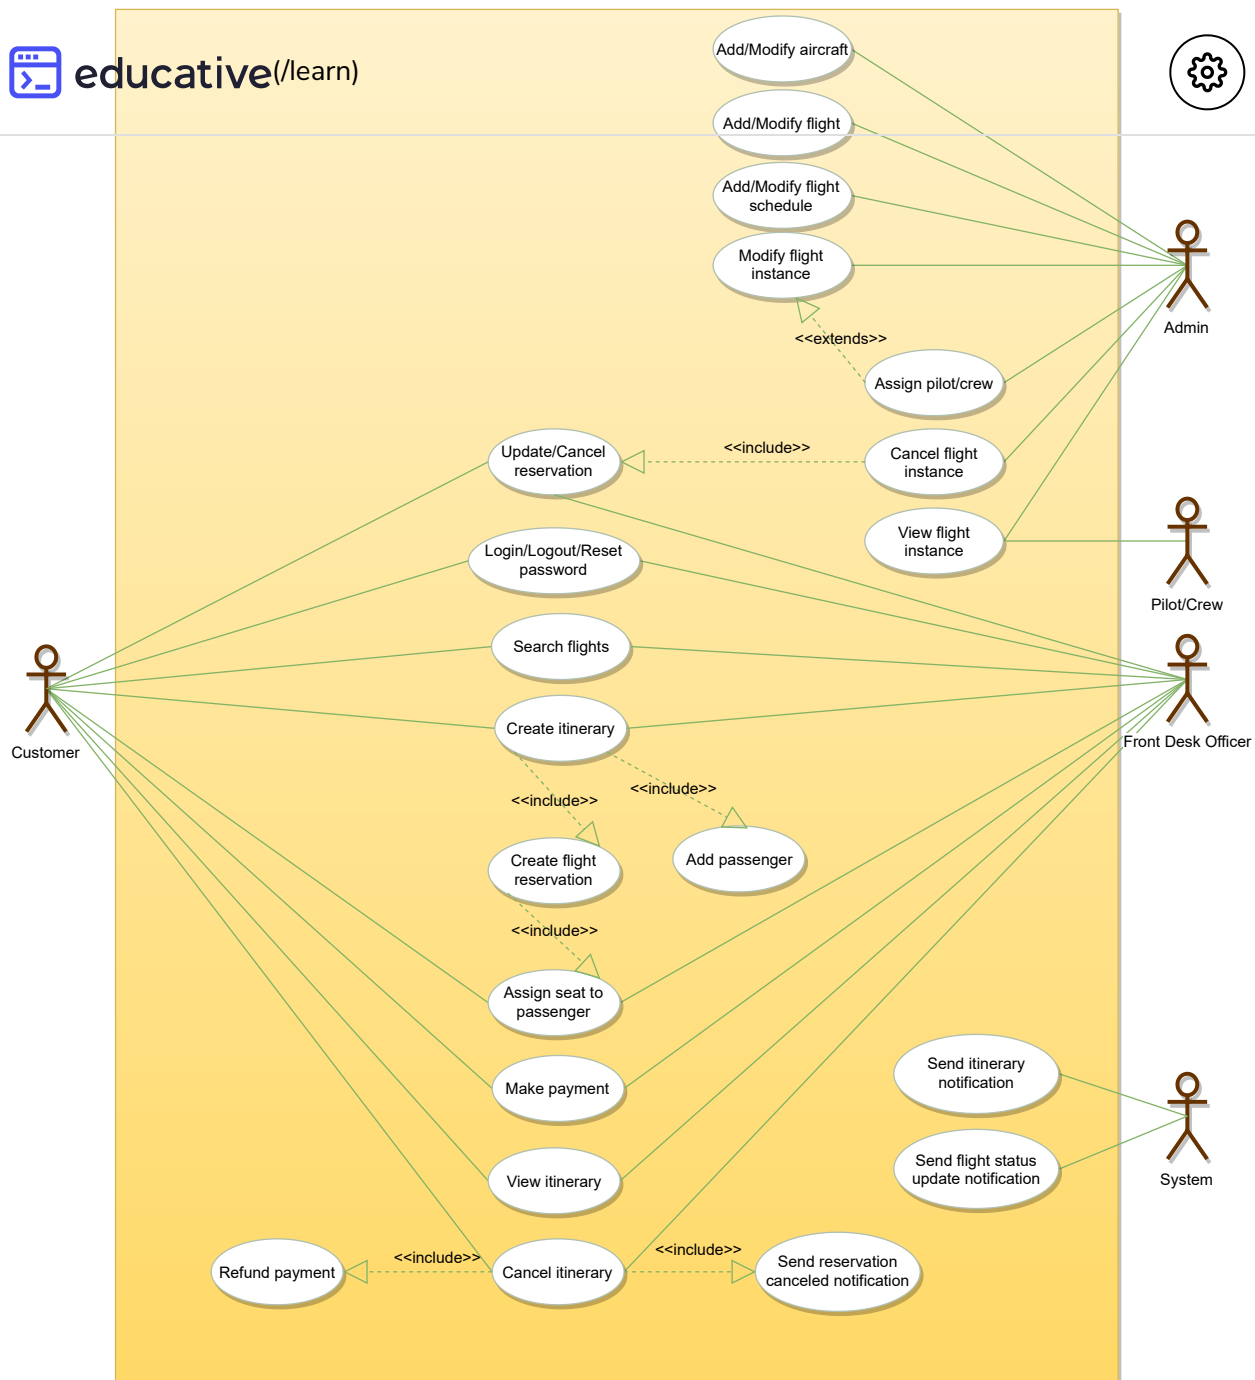 Add/Modify aircraft
educative(/learn)
Add/Modify flight
Add/Modify flight
schedule
Modify flight
instance
Admin
<<extends>>
Assign pilot/crew
Update/Cancel
reservation
<<include>>
Cancel flight
instance
View flight
instance
Login/Logout/Reset
password
Pilot/Crew
Search flights
Create itinerary
Customer
Front Desk Officer
<<include>>
<<include>>
Create flight
reservation
Add passenger
<<include>>
Assign seat to
passenger
Make payment
Send itinerary
notification
View itinerary
Send flight status
update notification
System
Refund payment
<<include>>
Cancel itinerary
<<include>>
Send reservation
canceled notification